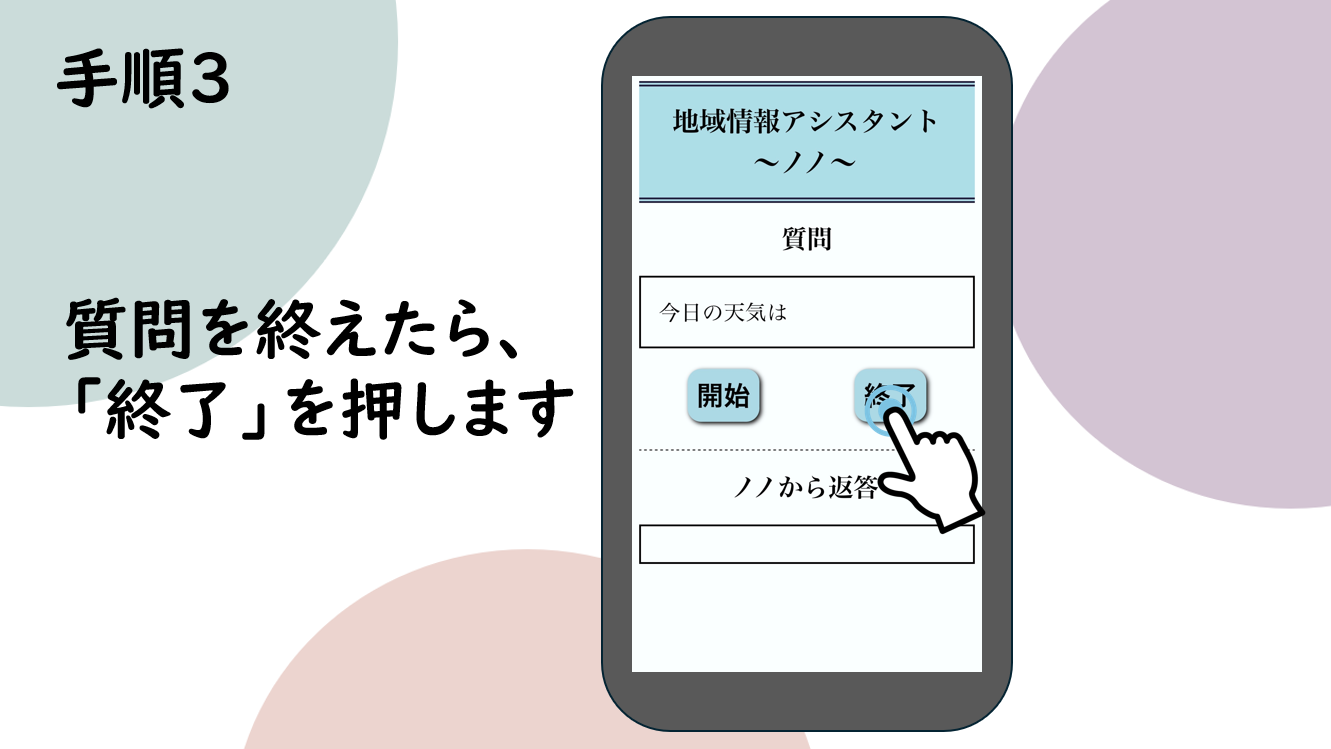 手順3
質問を終えたら、
「終了」を押します
地域情報アシスタント
～ノノ～
質問
今日の天気は
開始
終了
ノノから返答